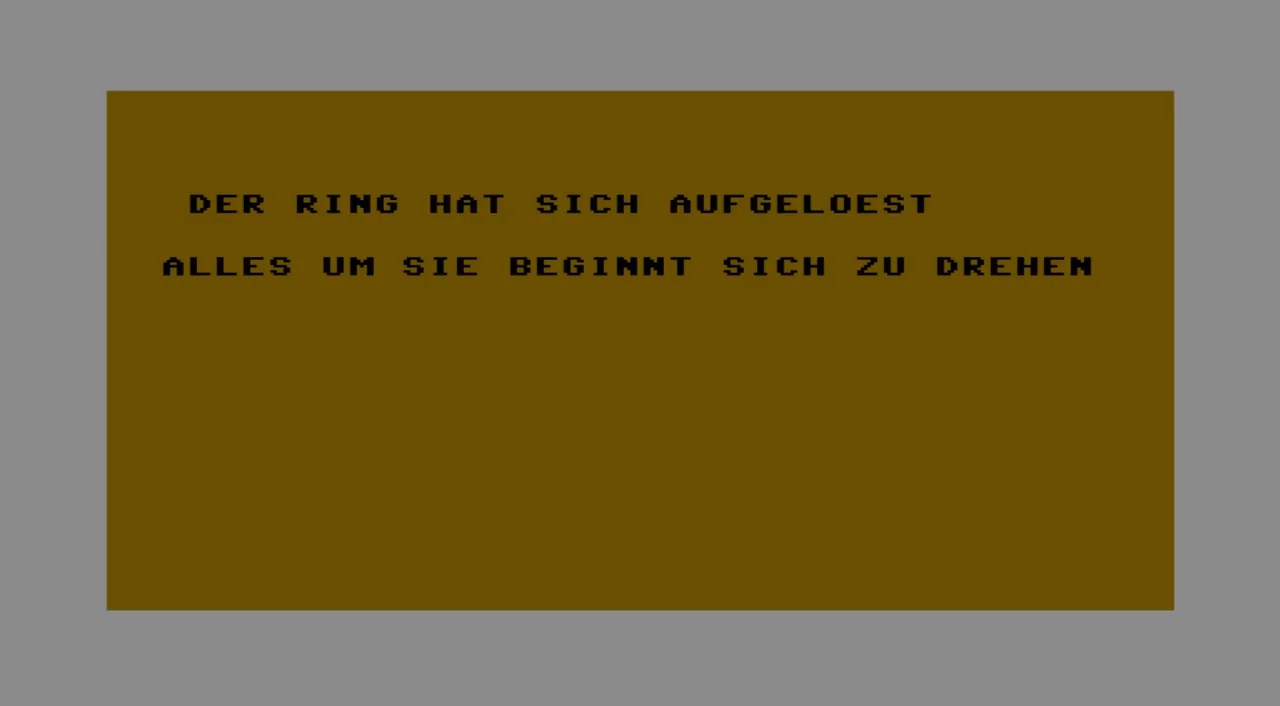 DER RING HAT SICH AUFGELOEST
ALLES UM SIE BEGINNT SICH ZU DREHEN